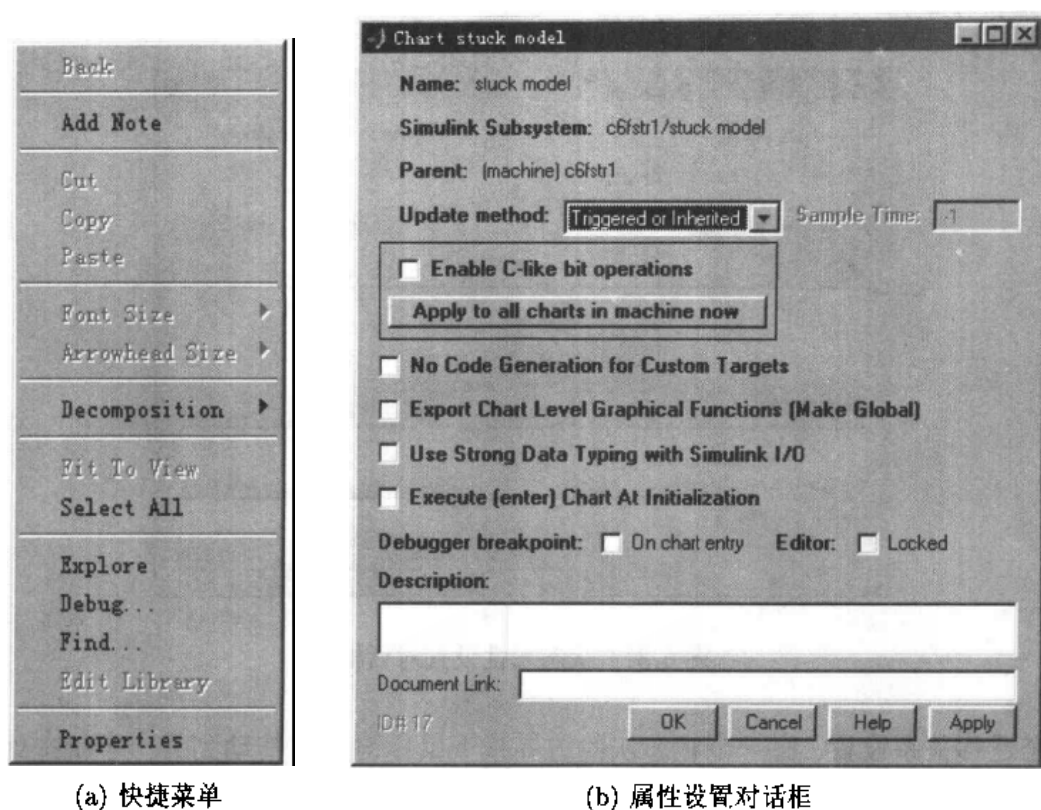 Back
Add Note
Cut
Copy
Paste
Font Size
Arrowhead Size
Decomposition
Fit To View
Select All
Explore
Debug...
Find...
Edit Library
Properties
(a) 快捷菜单
Chart stuck model
Name: stuck model
Simulink Subsystem: c6fstr1/stuck model
Parent: (machine) c6fstr1
Update method: Triggered or Inherited Sample Time: -1
Enable C-like bit operations
Apply to all charts in machine now
No Code Generation for Custom Targets
Export Chart Level Graphical Functions (Make Global)
Use Strong Data Typing with Simulink I/O
Execute (enter) Chart At Initialization
Debugger breakpoint: On chart entry Editor: Locked
Description:
Document Link:
ID# 17 OK Cancel Help Apply
(b) 属性设置对话框